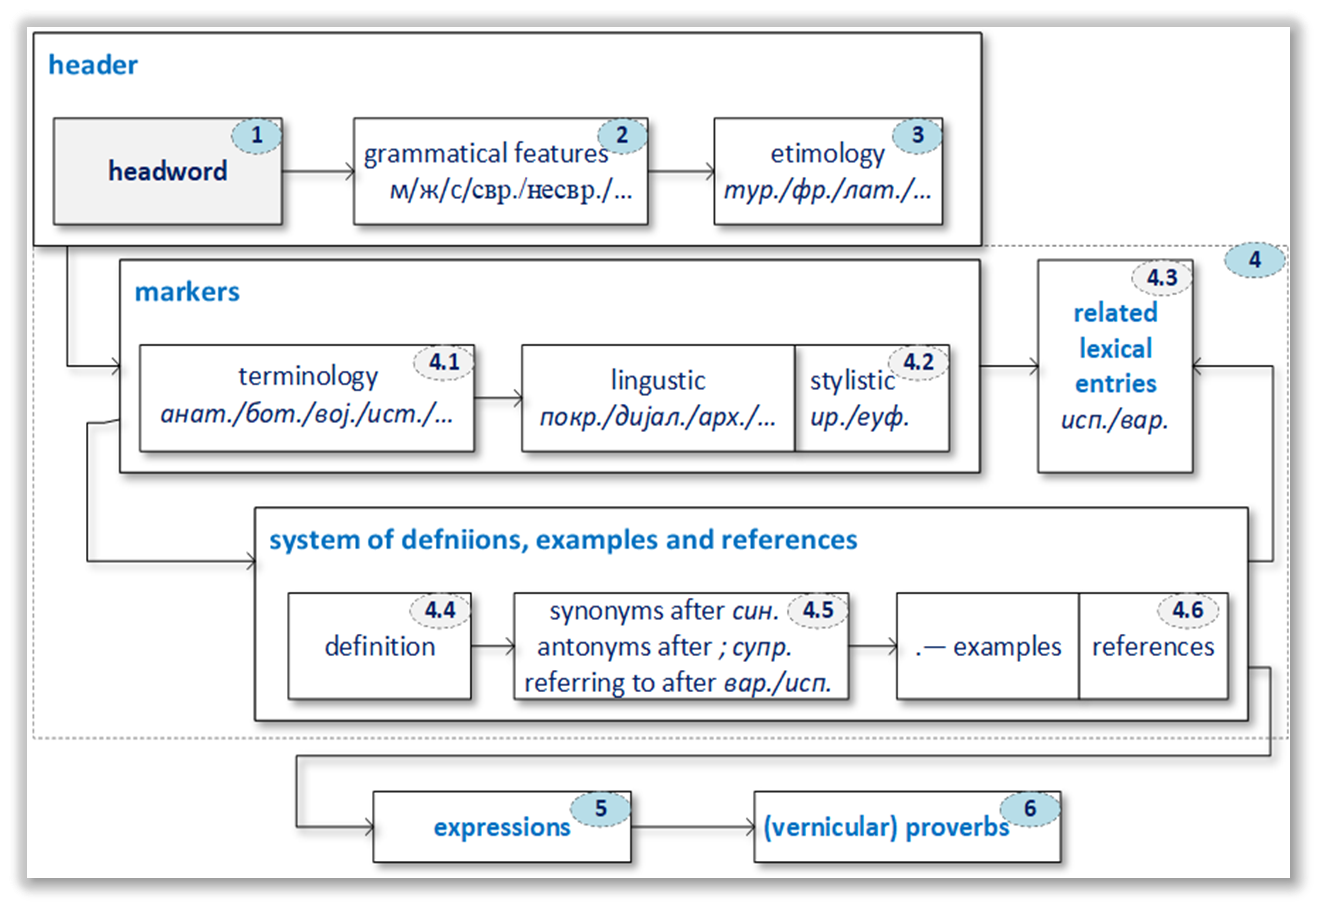 header
1
headword
2
grammatical features
м/ж/с/свр./несвр./...
3
etimology
тур./фр./лат./...
4
markers
4.1
terminology
анат./бот./вој./ист./...
lingustic
покр./дијал./арх./...
4.2
stylistic
ир./еуф.
4.3
related
lexical
entries
исп./вар.
system of defniions, examples and references
4.4
definition
4.5
synonyms after син.
antonyms after ; супр.
referring to after вар./исп.
.— examples
4.6
references
5
expressions
6
(vernicular) proverbs